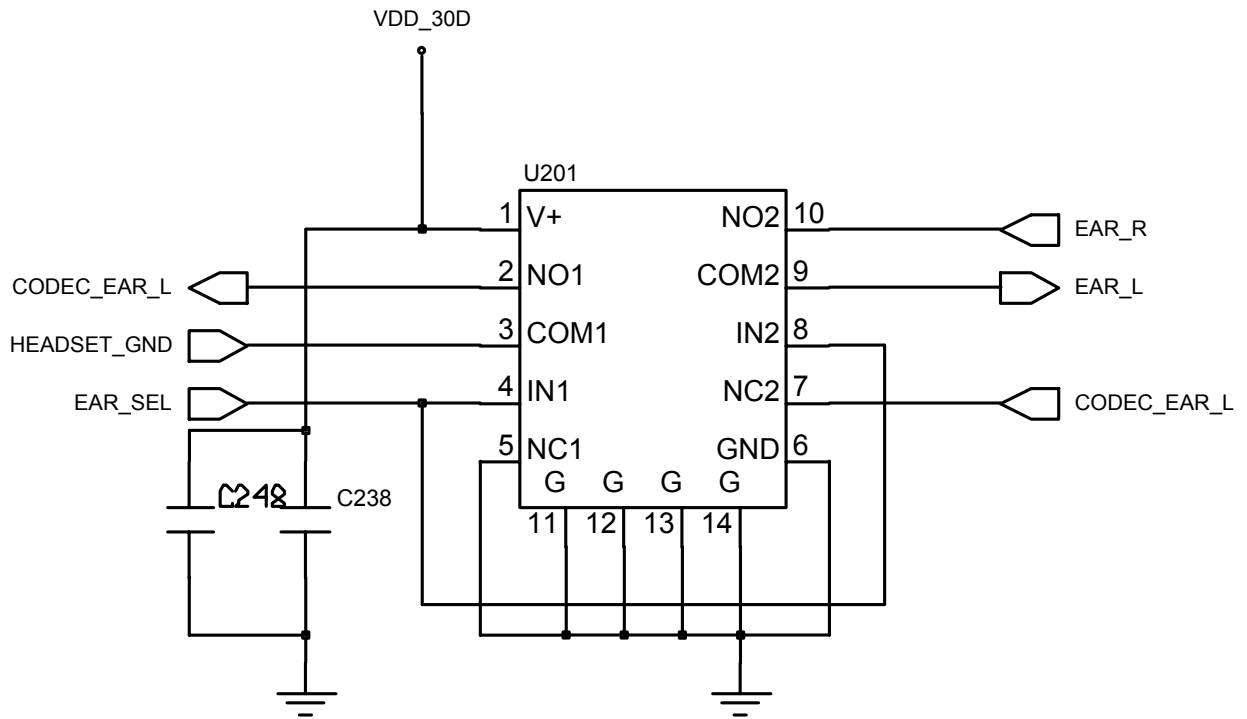 VDD_30D
U201
1 V+ NO2 10 EAR_R
CODEC_EAR_L 2 NO1 COM2 9 EAR_L
HEADSET_GND 3 COM1 IN2 8
EAR_SEL 4 IN1 NC2 7 CODEC_EAR_L
5 NC1 GND 6
G G G G
C248 C238 11 12 13 14